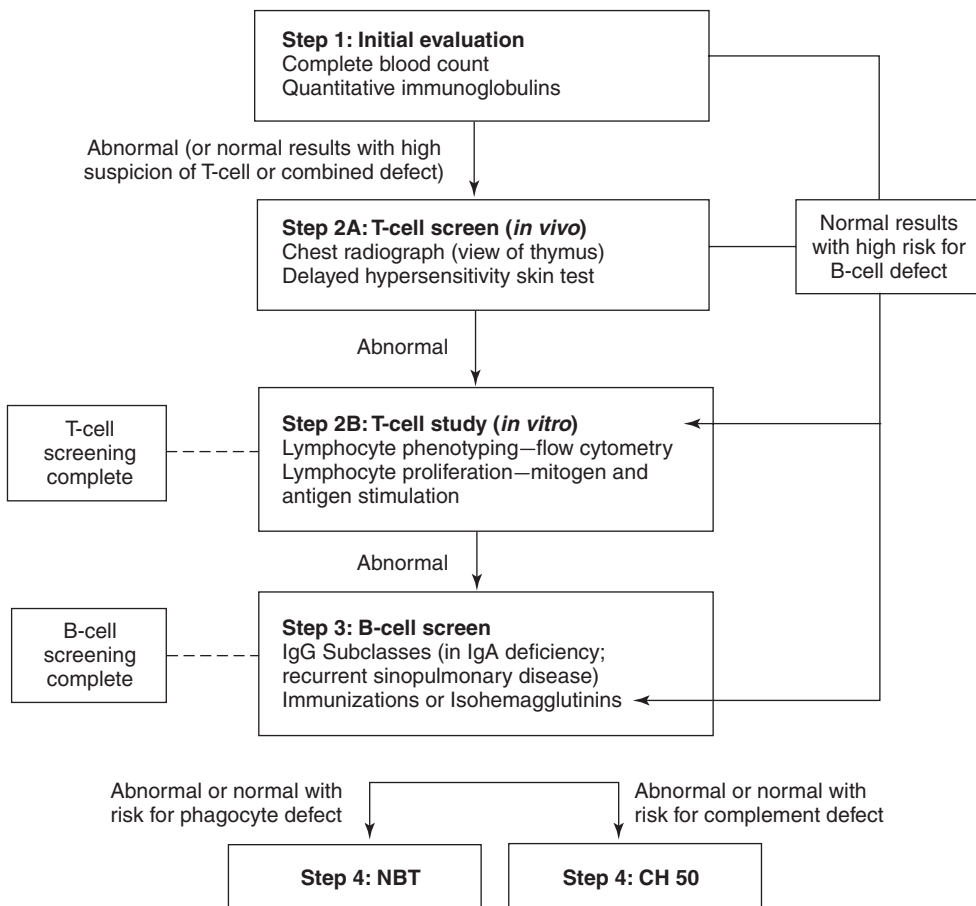 Step 1: Initial evaluation
Complete blood count
Quantitative immunoglobulins
Abnormal (or normal results with high
suspicion of T-cell or combined defect)
Step 2A: T-cell screen (in vivo)
Chest radiograph (view of thymus)
Delayed hypersensitivity skin test
Normal results
with high risk for
B-cell defect
Abnormal
T-cell
screening
complete
Step 2B: T-cell study (in vitro)
Lymphocyte phenotyping—flow cytometry
Lymphocyte proliferation—mitogen and
antigen stimulation
Abnormal
B-cell
screening
complete
Step 3: B-cell screen
IgG Subclasses (in IgA deficiency;
recurrent sinopulmonary disease)
Immunizations or Isohemagglutinins
Abnormal or normal with
risk for phagocyte defect
Abnormal or normal with
risk for complement defect
Step 4: NBT
Step 4: CH 50